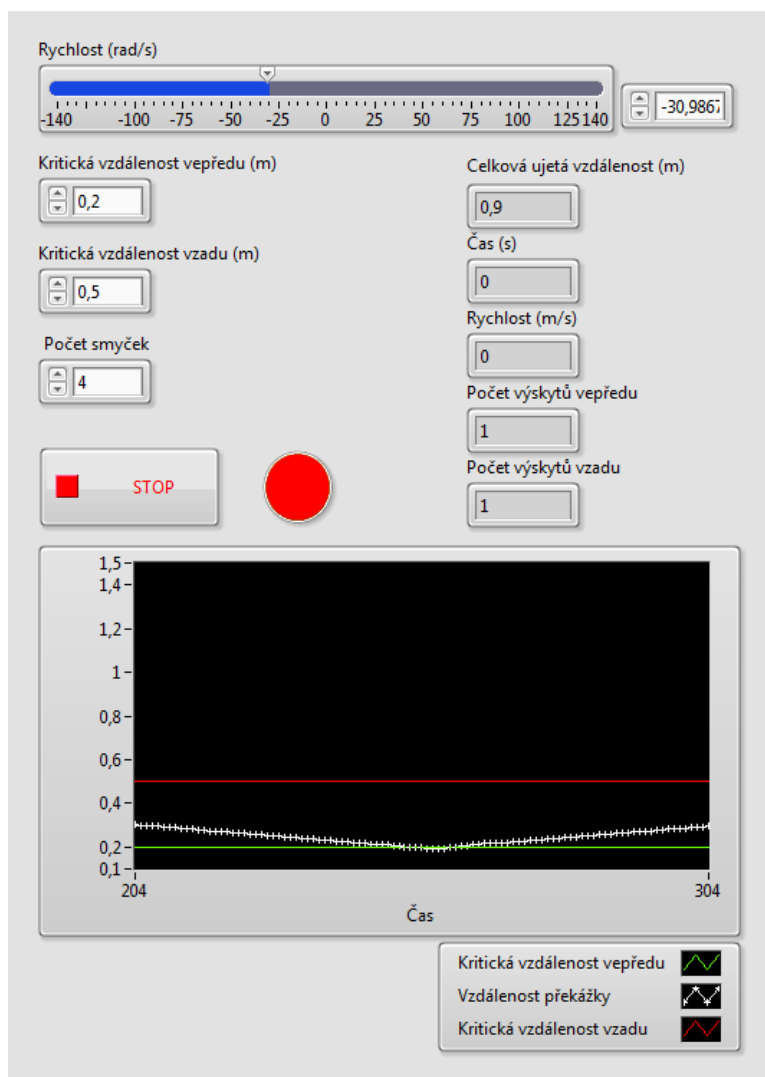 Rychlost (rad/s)
-140 -100 -75 -50 -25 0 25 50 75 100 125 140
-30,9867
Kritická vzdálenost vepředu (m)
0,2
Kritická vzdálenost vzadu (m)
0,5
Počet smyček
4
Celková ujetá vzdálenost (m)
0,9
Čas (s)
0
Rychlost (m/s)
0
Počet výskytů vepředu
1
Počet výskytů vzadu
1
STOP
1,5
1,4
1,2
1
0,8
0,6
0,4
0,2
0,1
204 304
Čas
Kritická vzdálenost vepředu
Vzdálenost překážky
Kritická vzdálenost vzadu